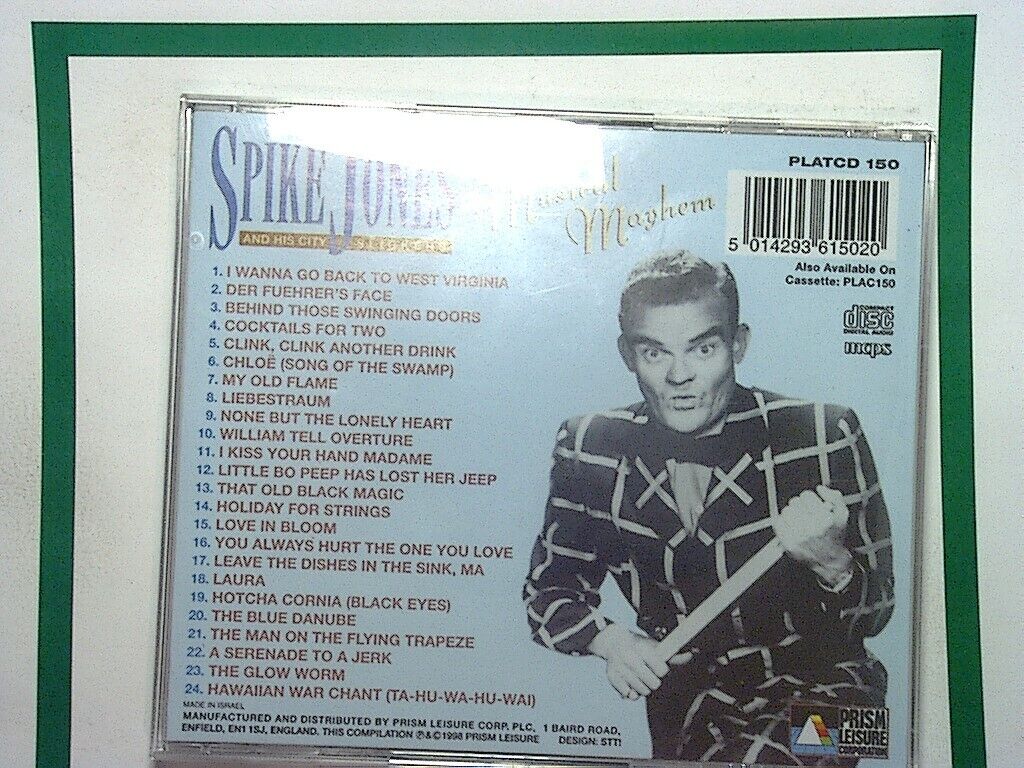 SPIKE JONES
AND HIS CITY SLICKERS
Musical
Mayhem
PLATCD 150
5 014293 615020
Also Available On
Cassette: PLAC150
COMPACT
disc
DIGITAL AUDIO
mcps
1. I WANNA GO BACK TO WEST VIRGINIA
2. DER FUEHRER'S FACE
3. BEHIND THOSE SWINGING DOORS
4. COCKTAILS FOR TWO
5. CLINK, CLINK ANOTHER DRINK
6. CHLOË (SONG OF THE SWAMP)
7. MY OLD FLAME
8. LIEBESTRAUM
9. NONE BUT THE LONELY HEART
10. WILLIAM TELL OVERTURE
11. I KISS YOUR HAND MADAME
12. LITTLE BO PEEP HAS LOST HER JEEP
13. THAT OLD BLACK MAGIC
14. HOLIDAY FOR STRINGS
15. LOVE IN BLOOM
16. YOU ALWAYS HURT THE ONE YOU LOVE
17. LEAVE THE DISHES IN THE SINK, MA
18. LAURA
19. HOTCHA CORNIA (BLACK EYES)
20. THE BLUE DANUBE
21. THE MAN ON THE FLYING TRAPEZE
22. A SERENADE TO A JERK
23. THE GLOW WORM
24. HAWAIIAN WAR CHANT (TA-HU-WA-HU-WAI)
MADE IN ISRAEL
MANUFACTURED AND DISTRIBUTED BY PRISM LEISURE CORP. PLC, 1 BAIRD ROAD,
ENFIELD, EN1 1SJ, ENGLAND. THIS COMPILATION ℗&©1998 PRISM LEISURE DESIGN: STT!
PRISM
LEISURE
CORPORATION